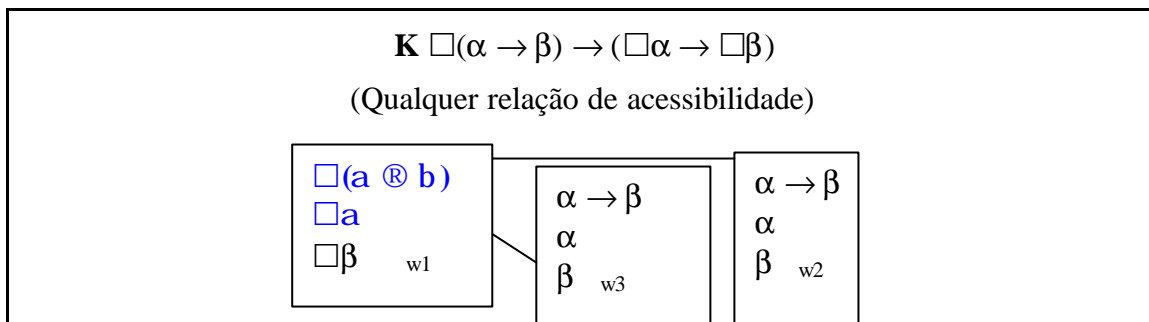 K □(α → β) → (□α → □β)
(Qualquer relação de acessibilidade)
□(a ® b)
□a
□β w1
α → β
α
β w3
α → β
α
β w2